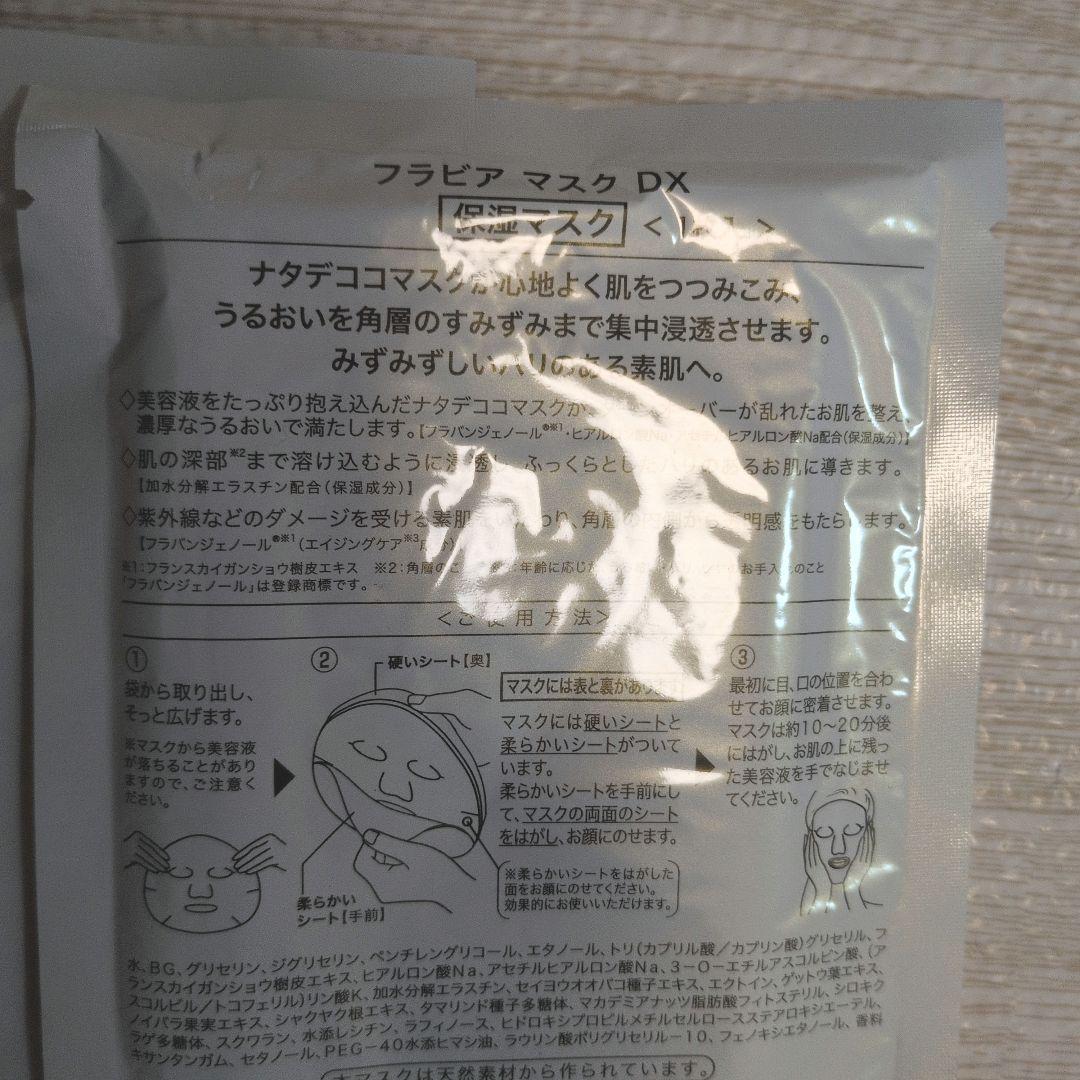 フラビア マスク DX
保湿マスク
ナタデココマスクが心地よく肌をつつみこみ、
うるおいを角層のすみずみまで集中浸透させます。
みずみずしいハリのある素肌へ。
◇美容液をたっぷり抱え込んだナタデココマスクが、 バーが乱れたお肌を整え、
濃厚なうるおいで満たします。【フラバンジェノール®※1・ヒアルロン酸Na・アセチルヒアルロン酸Na配合(保湿成分)】
◇肌の深部※2まで溶け込むように浸透し、ふっくらとしたハリのあるお肌に導きます。
【加水分解エラスチン配合(保湿成分)】
◇紫外線などのダメージを受ける素肌 わり、角層の内側から透明感をもたらします。
【フラバンジェノール®※1(エイジングケア※3成分)】
※1:フランスカイガンショウ樹皮エキス ※2:角層のこと 年齢に応じた お手入れのこと
「フラバンジェノール」は登録商標です。
<ご使用方法>
①
袋から取り出し、
そっと広げます。
※マスクから美容液
が落ちることがあり
ますので、ご注意く
ださい。
②
硬いシート【奥】
柔らかい
シート【手前】
マスクには表と裏があります
マスクには硬いシートと
柔らかいシートがついて
います。
柔らかいシートを手前にし
て、マスクの両面のシート
をはがし、お顔にのせます。
※柔らかいシートをはがした
面をお顔にのせてください。
効果的にお使いいただけます。
③
最初に目、口の位置を合わ
せてお顔に密着させます。
マスクは約10〜20分後
にはがし、お肌の上に残っ
た美容液を手でなじませ
てください。
水、BG、グリセリン、ジグリセリン、ペンチレングリコール、エタノール、トリ(カプリル酸/カプリン酸)グリセリル、フ
ランスカイガンショウ樹皮エキス、ヒアルロン酸Na、アセチルヒアルロン酸Na、3-O-エチルアスコルビン酸、(ア
スコルビル/トコフェリル)リン酸K、加水分解エラスチン、セイヨウオオバコ種子エキス、エクトイン、ゲットウ葉エキス、
ノイバラ果実エキス、シャクヤク根エキス、タマリンド種子多糖体、マカデミアナッツ脂肪酸フィトステリル、シロキク
ラゲ多糖体、スクワラン、水添レシチン、ラフィノース、ヒドロキシプロピルメチルセルロースステアロキシエーテル、
キサンタンガム、セタノール、PEG-40水添ヒマシ油、ラウリン酸ポリグリセリル-10、フェノキシエタノール、香料
本マスクは天然素材から作られています。